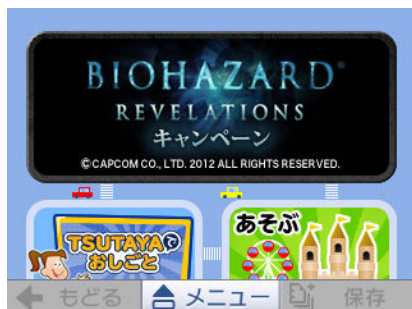 BIOHAZARD®
REVELATIONS
キャンペーン
©CAPCOM CO., LTD. 2012 ALL RIGHTS RESERVED.
TSUTAYAで
おしごと
あそぶ
もどる
メニュー
保存